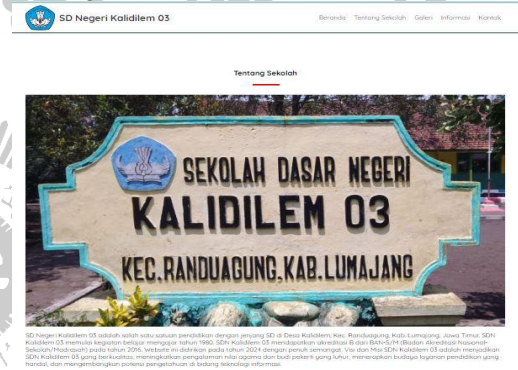 SD Negeri Kalidilem 03
Beranda Tentang Sekolah Galeri Informasi Kontak
Tentang Sekolah
SEKOLAH DASAR NEGERI
KALIDILEM 03
KEC.RANDUAGUNG.KAB.LUMAJANG
SD Negeri Kalidilem 03 adalah salah satu satuan pendidikan dengan jenjang SD di Desa Kalidilem, Kec. Randuagung, Kab. Lumajang, Jawa Timur. SDN
Kalidilem 03 memulai kegiatan belajar mengajar tahun 1980. SDN Kalidilem 03 mendapatkan akreditasi B dari BAN-S/M (Badan Akreditasi Nasional-
Sekolah/Madrasah) pada tahun 2016. Website ini didirikan pada tahun 2024 dengan penuh semangat. Visi dan Misi SDN Kalidilem 03 adalah menjadikan
SDN Kalidilem 03 yang berkualitas, meningkatkan pengalaman nilai agama dan budi pekerti yang luhur, menerapkan budaya layanan pendidikan yang
handal, dan mengembangkan potensi pengetahuan di bidang teknologi informasi.